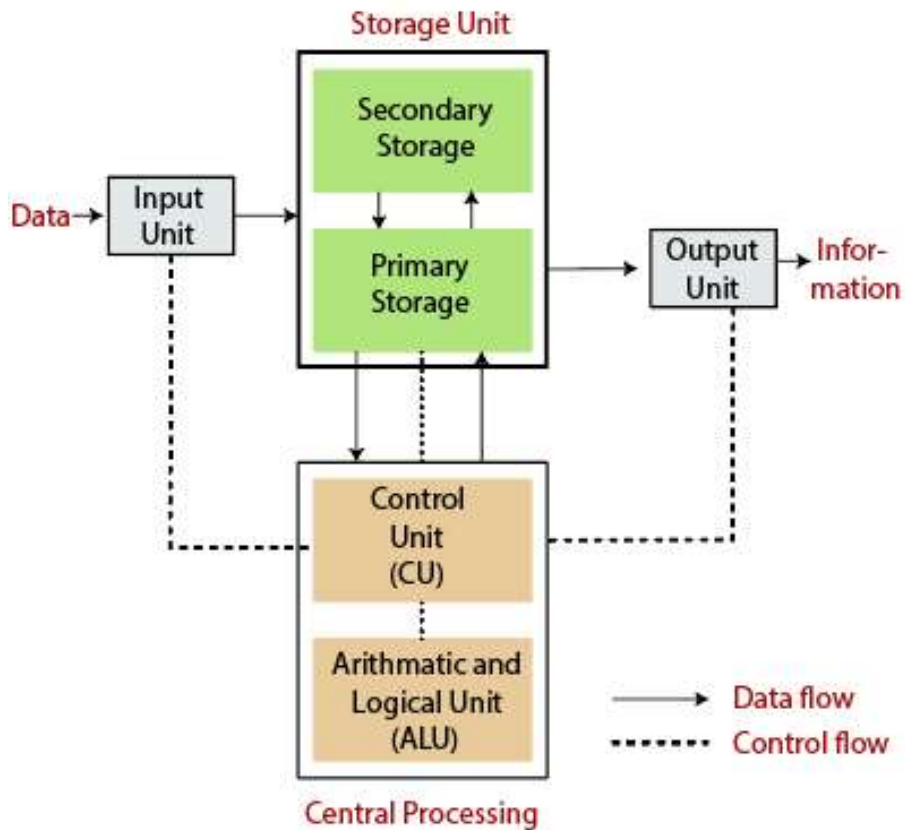 Storage Unit
Secondary
Storage
Data
Input
Unit
Primary
Storage
Output
Unit
Infor-
mation
Control
Unit
(CU)
Arithmatic and
Logical Unit
(ALU)
Data flow
Control flow
Central Processing